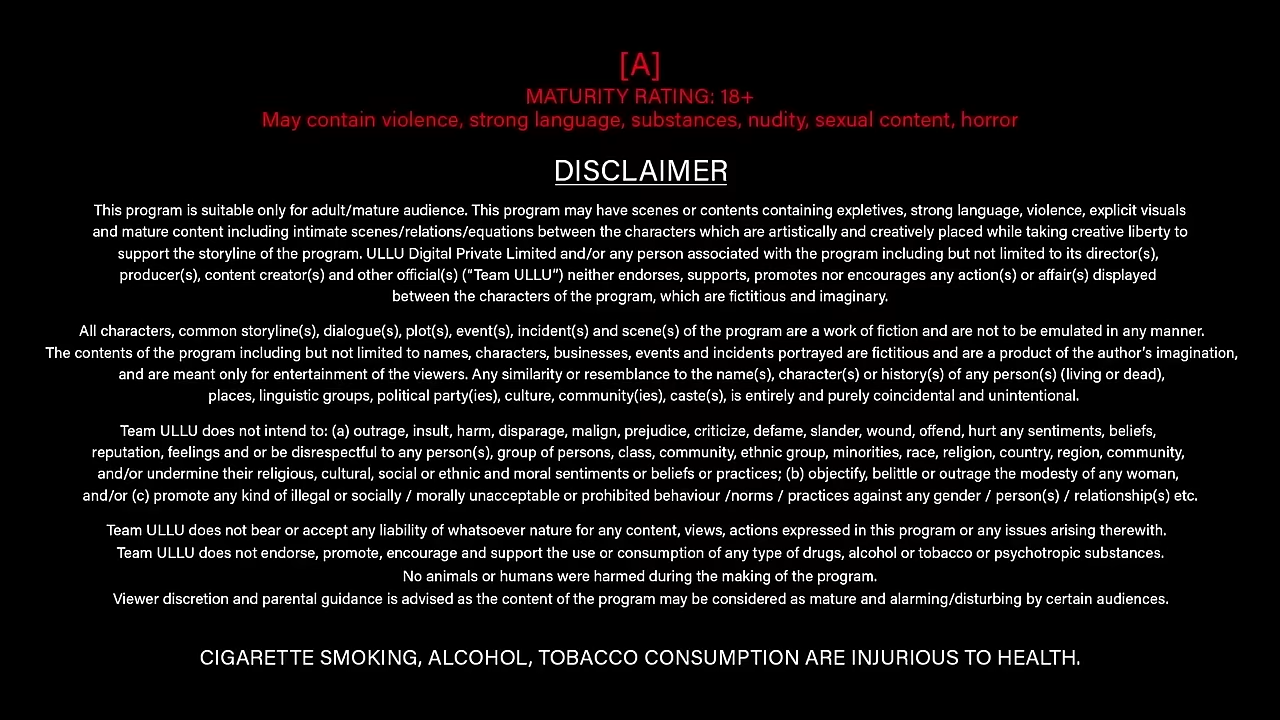 [A]
MATURITY RATING: 18+
May contain violence, strong language, substances, nudity, sexual content, horror
DISCLAIMER
This program is suitable only for adult/mature audience. This program may have scenes or contents containing expletives, strong language, violence, explicit visuals
and mature content including intimate scenes/relations/equations between the characters which are artistically and creatively placed while taking creative liberty to
support the storyline of the program. ULLU Digital Private Limited and/or any person associated with the program including but not limited to its director(s),
producer(s), content creator(s) and other official(s) (“Team ULLU”) neither endorses, supports, promotes nor encourages any action(s) or affair(s) displayed
between the characters of the program, which are fictitious and imaginary.
All characters, common storyline(s), dialogue(s), plot(s), event(s), incident(s) and scene(s) of the program are a work of fiction and are not to be emulated in any manner.
The contents of the program including but not limited to names, characters, businesses, events and incidents portrayed are fictitious and are a product of the author’s imagination,
and are meant only for entertainment of the viewers. Any similarity or resemblance to the name(s), character(s) or history(s) of any person(s) (living or dead),
places, linguistic groups, political party(ies), culture, community(ies), caste(s), is entirely and purely coincidental and unintentional.
Team ULLU does not intend to: (a) outrage, insult, harm, disparage, malign, prejudice, criticize, defame, slander, wound, offend, hurt any sentiments, beliefs,
reputation, feelings and or be disrespectful to any person(s), group of persons, class, community, ethnic group, minorities, race, religion, country, region, community,
and/or undermine their religious, cultural, social or ethnic and moral sentiments or beliefs or practices; (b) objectify, belittle or outrage the modesty of any woman,
and/or (c) promote any kind of illegal or socially / morally unacceptable or prohibited behaviour /norms / practices against any gender / person(s) / relationship(s) etc.
Team ULLU does not bear or accept any liability of whatsoever nature for any content, views, actions expressed in this program or any issues arising therewith.
Team ULLU does not endorse, promote, encourage and support the use or consumption of any type of drugs, alcohol or tobacco or psychotropic substances.
No animals or humans were harmed during the making of the program.
Viewer discretion and parental guidance is advised as the content of the program may be considered as mature and alarming/disturbing by certain audiences.
CIGARETTE SMOKING, ALCOHOL, TOBACCO CONSUMPTION ARE INJURIOUS TO HEALTH.